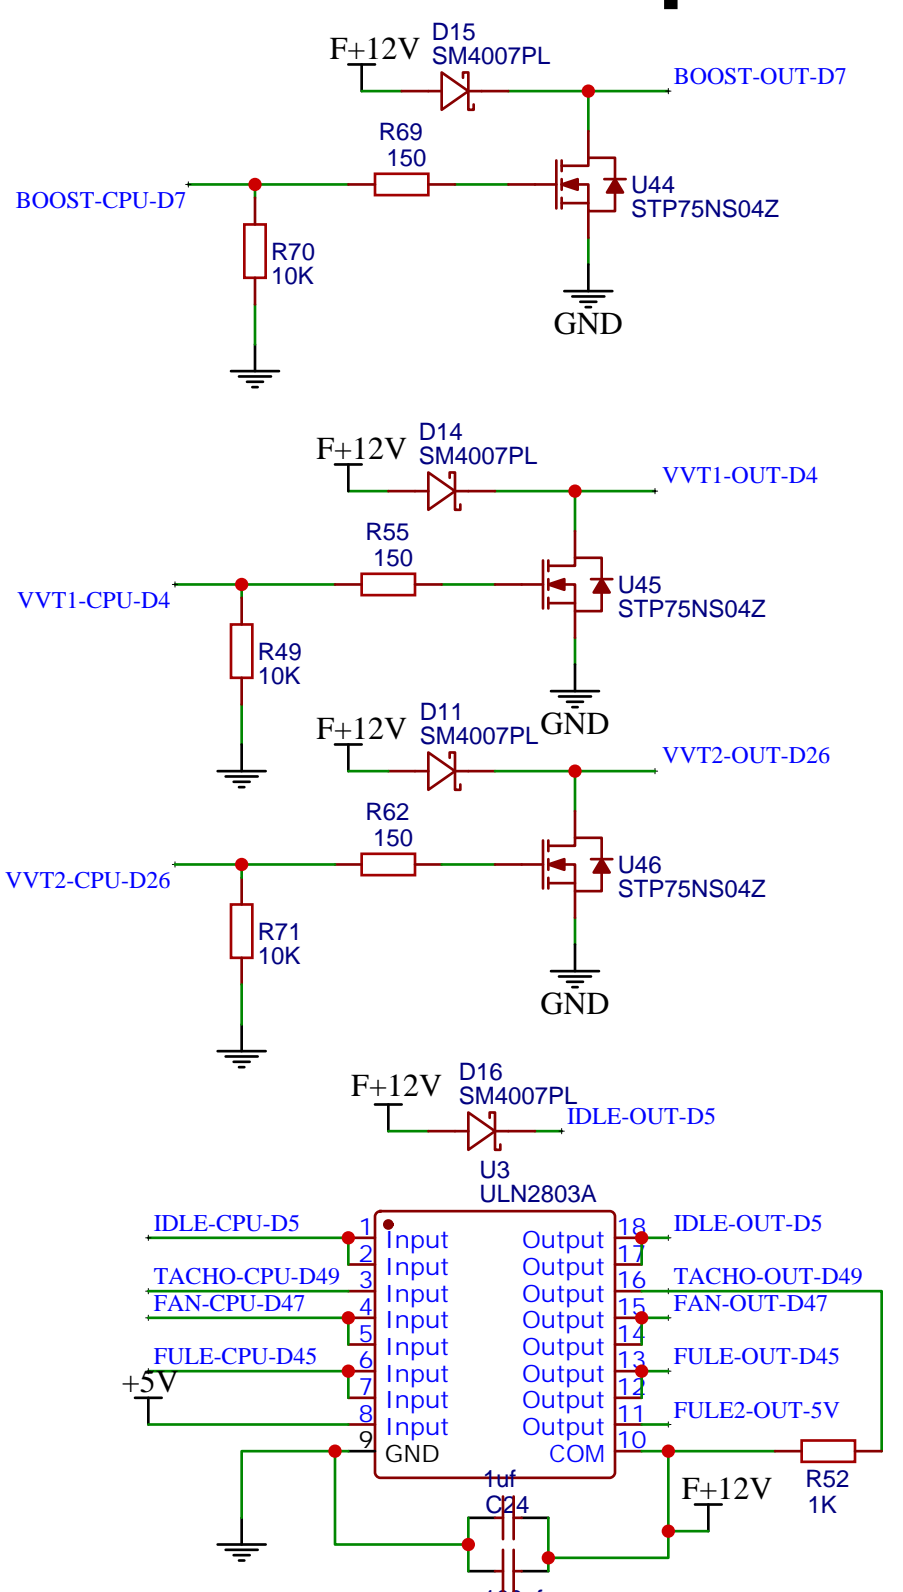 D15
F+12V
SM4007PL
BOOST-OUT-D7
R69
150
BOOST-CPU-D7
U44
STP75NS04Z
R70
10K
GND
D14
F+12V
SM4007PL
VVT1-OUT-D4
R55
150
VVT1-CPU-D4
U45
STP75NS04Z
R49
10K
GND
D11
F+12V
SM4007PL
VVT2-OUT-D26
R62
150
VVT2-CPU-D26
U46
STP75NS04Z
R71
10K
GND
D16
F+12V
SM4007PL
IDLE-OUT-D5
U3
ULN2803A
IDLE-CPU-D5 1 Input Output 18 IDLE-OUT-D5
2 Input Output 17
TACHO-CPU-D49 3 Input Output 16 TACHO-OUT-D49
FAN-CPU-D47 4 Input Output 15 FAN-OUT-D47
5 Input Output 14
FULE-CPU-D45 6 Input Output 13 FULE-OUT-D45
7 Input Output 12
+5V 8 Input Output 11 FULE2-OUT-5V
9 GND COM 10
R52
1K
F+12V
1uf
C24